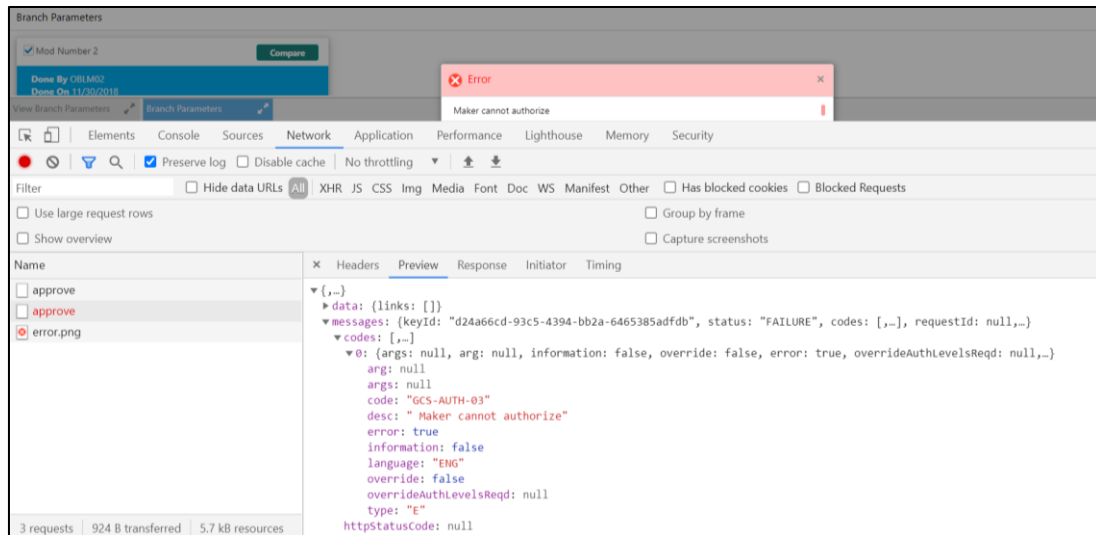 Branch Parameters
Mod Number 2
Compare
Done By OBLM02
Done On 11/30/2018
Error ×
Maker cannot authorize
View Branch Parameters
Branch Parameters
Elements Console Sources Network Application Performance Lighthouse Memory Security
Preserve log Disable cache No throttling ▼
Filter Hide data URLs All XHR JS CSS Img Media Font Doc WS Manifest Other Has blocked cookies Blocked Requests
Use large request rows Group by frame
Show overview Capture screenshots
Name
approve
approve
error.png
× Headers Preview Response Initiator Timing
▼{,…}
▶data: {links: []}
▼messages: {keyId: "d24a66cd-93c5-4394-bb2a-6465385adfdb", status: "FAILURE", codes: [,…], requestId: null,…}
▼codes: [,…]
▼0: {args: null, arg: null, information: false, override: false, error: true, overrideAuthLevelsReqd: null,…}
arg: null
args: null
code: "GCS-AUTH-03"
desc: " Maker cannot authorize"
error: true
information: false
language: "ENG"
override: false
overrideAuthLevelsReqd: null
type: "E"
httpStatusCode: null
3 requests 924 B transferred 5.7 kB resources